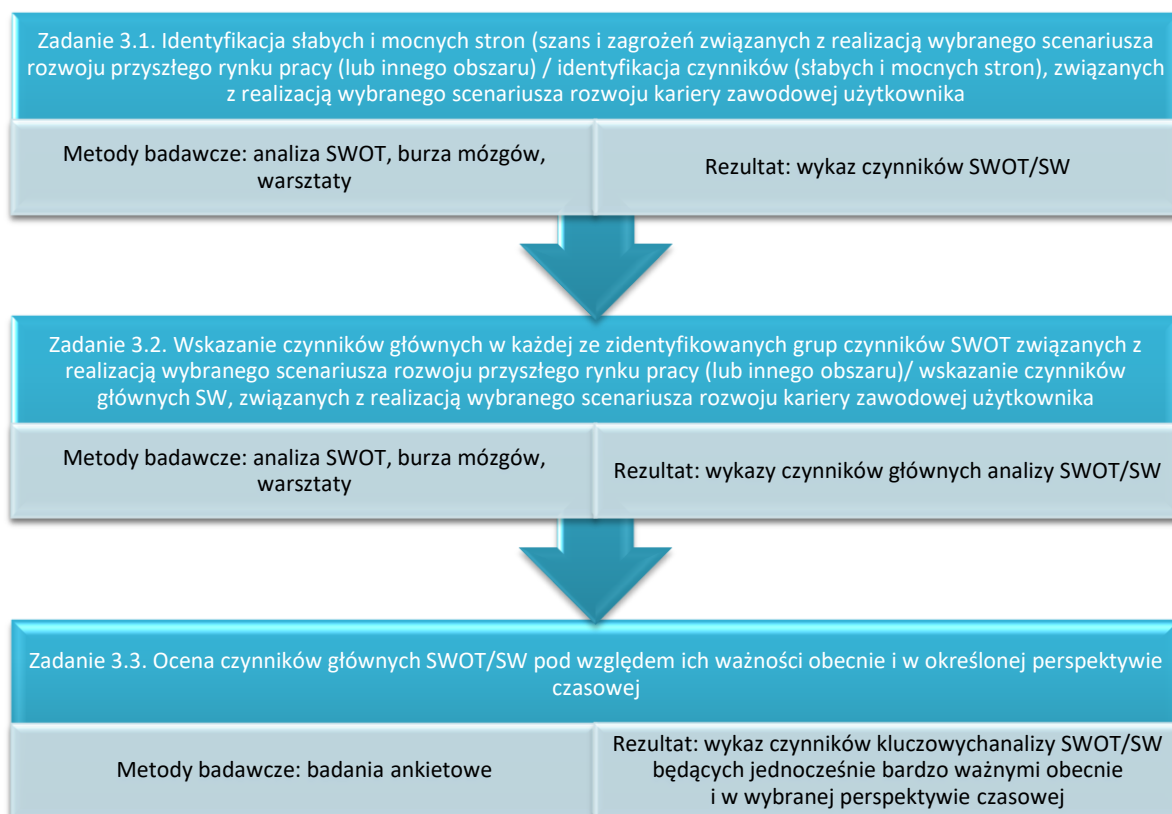 Zadanie 3.1. Identyfikacja słabych i mocnych stron (szans i zagrożeń związanych z realizacją wybranego scenariusza
rozwoju przyszłego rynku pracy (lub innego obszaru) / identyfikacja czynników (słabych i mocnych stron), związanych
z realizacją wybranego scenariusza rozwoju kariery zawodowej użytkownika
Metody badawcze: analiza SWOT, burza mózgów,
warsztaty
Rezultat: wykaz czynników SWOT/SW
Zadanie 3.2. Wskazanie czynników głównych w każdej ze zidentyfikowanych grup czynników SWOT związanych z
realizacją wybranego scenariusza rozwoju przyszłego rynku pracy (lub innego obszaru)/ wskazanie czynników
głównych SW, związanych z realizacją wybranego scenariusza rozwoju kariery zawodowej użytkownika
Metody badawcze: analiza SWOT, burza mózgów,
warsztaty
Rezultat: wykazy czynników głównych analizy SWOT/SW
Zadanie 3.3. Ocena czynników głównych SWOT/SW pod względem ich ważności obecnie i w określonej perspektywie
czasowej
Metody badawcze: badania ankietowe
Rezultat: wykaz czynników kluczowychanalizy SWOT/SW
będących jednocześnie bardzo ważnymi obecnie
i w wybranej perspektywie czasowej